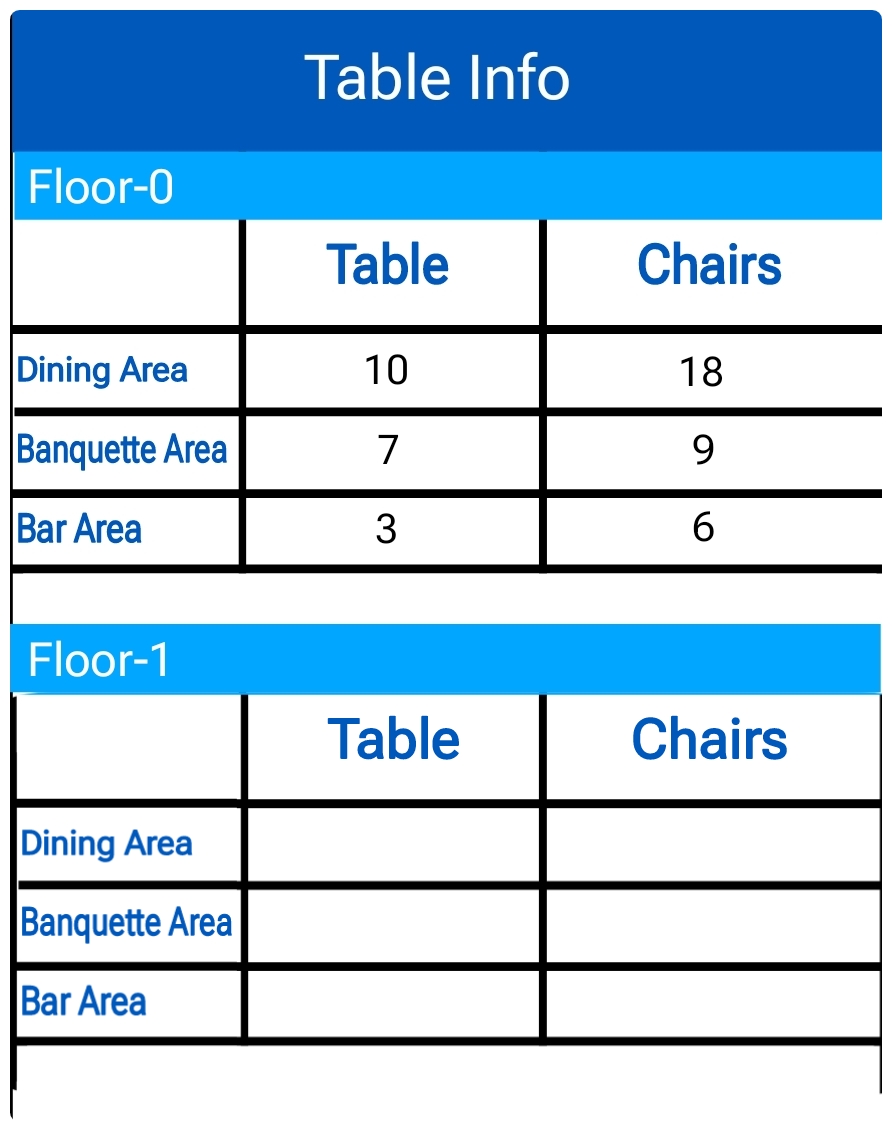 Table Info
Floor-0
Table Chairs
Dining Area 10 18
Banquette Area 7 9
Bar Area 3 6
Floor-1
Table Chairs
Dining Area
Banquette Area
Bar Area